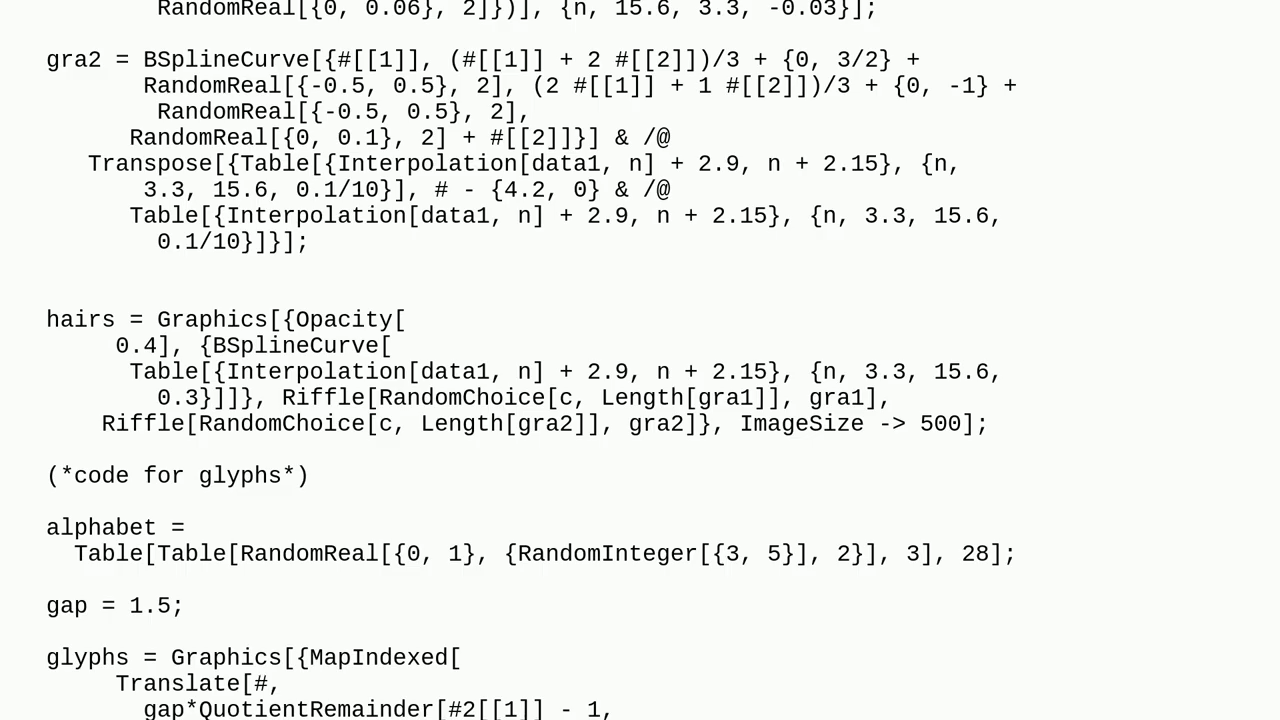 RandomReal[{0, 0.06}, 2]})], {n, 15.6, 3.3, -0.03}];
gra2 = BSplineCurve[{#[[1]], (#[[1]] + 2 #[[2]])/3 + {0, 3/2} +
RandomReal[{-0.5, 0.5}, 2], (2 #[[1]] + 1 #[[2]])/3 + {0, -1} +
RandomReal[{-0.5, 0.5}, 2],
RandomReal[{0, 0.1}, 2] + #[[2]]}] & /@
Transpose[{Table[{Interpolation[data1, n] + 2.9, n + 2.15}, {n,
3.3, 15.6, 0.1/10}], # - {4.2, 0} & /@
Table[{Interpolation[data1, n] + 2.9, n + 2.15}, {n, 3.3, 15.6,
0.1/10}]}];
hairs = Graphics[{Opacity[
0.4], {BSplineCurve[
Table[{Interpolation[data1, n] + 2.9, n + 2.15}, {n, 3.3, 15.6,
0.3}]]}, Riffle[RandomChoice[c, Length[gra1]], gra1],
Riffle[RandomChoice[c, Length[gra2]], gra2]}, ImageSize -> 500];
(*code for glyphs*)
alphabet =
Table[Table[RandomReal[{0, 1}, {RandomInteger[{3, 5}], 2}], 3], 28];
gap = 1.5;
glyphs = Graphics[{MapIndexed[
Translate[#,
gap*QuotientRemainder[#2[[1]] - 1,